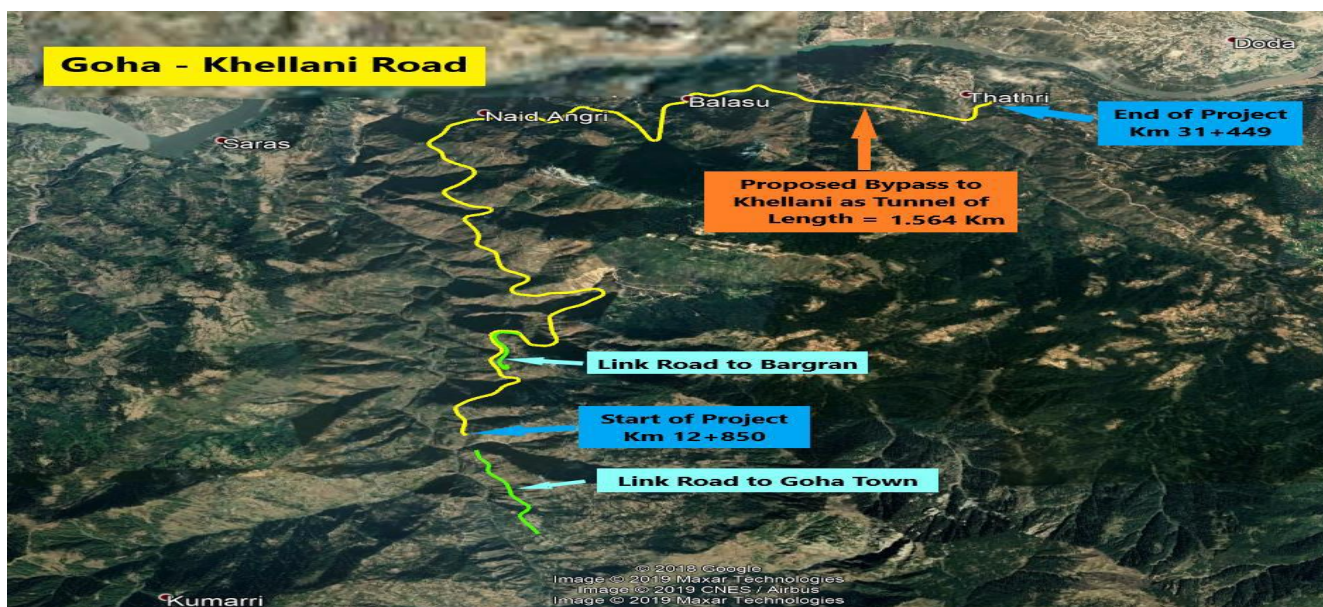 Goha - Khellani Road
Doda
Naid Angri
Balasu
Thathri
End of Project
Km 31+449
Saras
Proposed Bypass to
Khellani as Tunnel of
Length = 1.564 Km
Link Road to Bargran
Start of Project
Km 12+850
Link Road to Goha Town
© 2018 Google
Image © 2019 Maxar Technologies
Image © 2019 CNES / Airbus
Image © 2019 Maxar Technologies
Kumarri